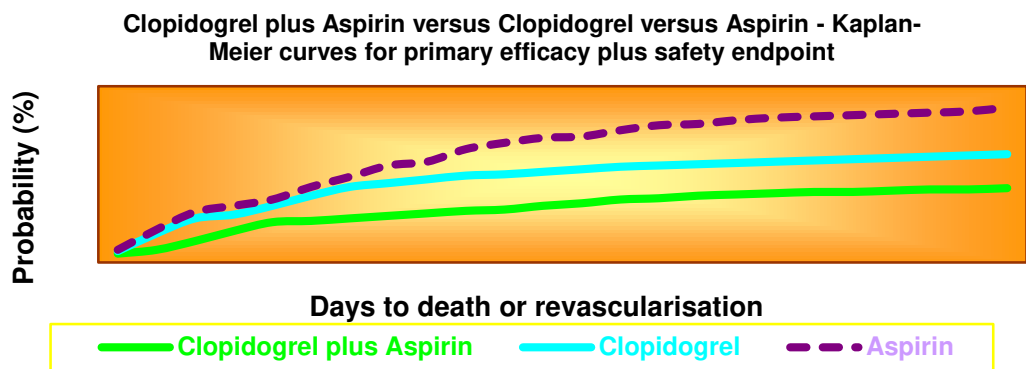 Clopidogrel plus Aspirin versus Clopidogrel versus Aspirin - Kaplan-
Meier curves for primary efficacy plus safety endpoint
Probability (%)
Days to death or revascularisation
Clopidogrel plus Aspirin Clopidogrel Aspirin